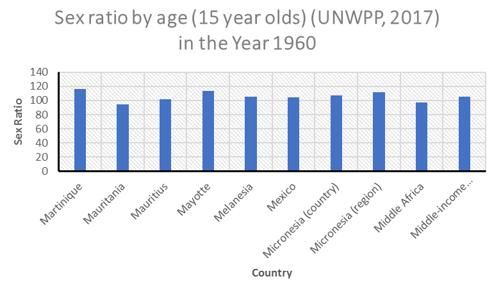 Sex ratio by age (15 year olds) (UNWPP, 2017)
in the Year 1960
Sex Ratio
140
120
100
80
60
40
20
0
Martinique
Mauritania
Mauritius
Mayotte
Melanesia
Mexico
Micronesia (country)
Micronesia (region)
Middle Africa
Middle-income...
Country